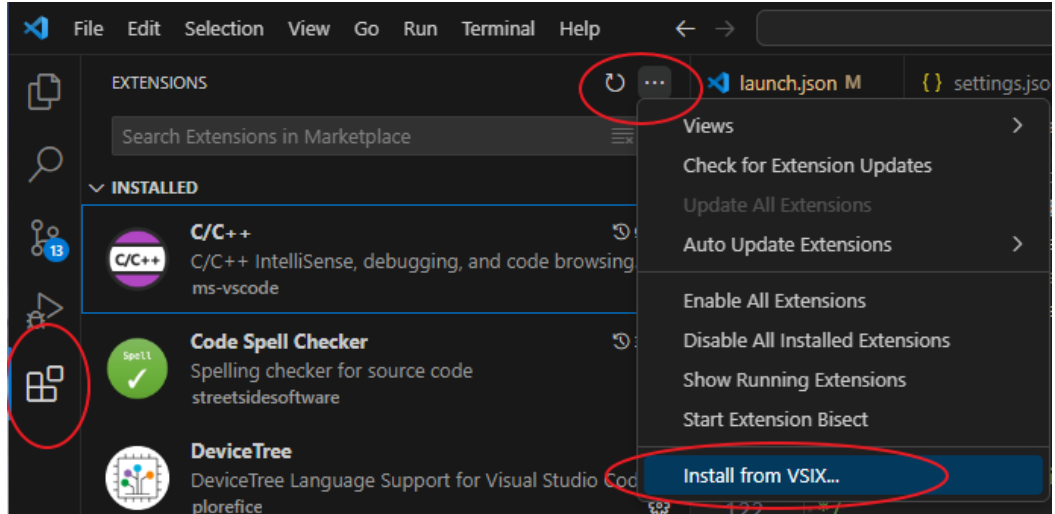 File Edit Selection View Go Run Terminal Help
EXTENSIONS
launch.json M
{} settings.jso
Search Extensions in Marketplace
INSTALLED
C/C++
C/C++
C/C++ IntelliSense, debugging, and code browsing.
ms-vscode
13
Spell
Code Spell Checker
Spelling checker for source code
streetsidesoftware
DeviceTree
DeviceTree Language Support for Visual Studio Cod
plorefice
Views
Check for Extension Updates
Update All Extensions
Auto Update Extensions
Enable All Extensions
Disable All Installed Extensions
Show Running Extensions
Start Extension Bisect
Install from VSIX...